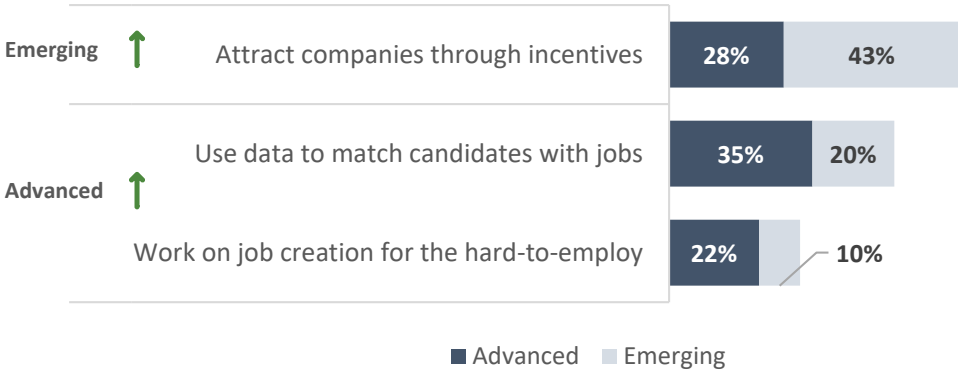 Emerging
Attract companies through incentives
28%
43%
Use data to match candidates with jobs
35%
20%
Advanced
Work on job creation for the hard-to-employ
22%
10%
Advanced
Emerging